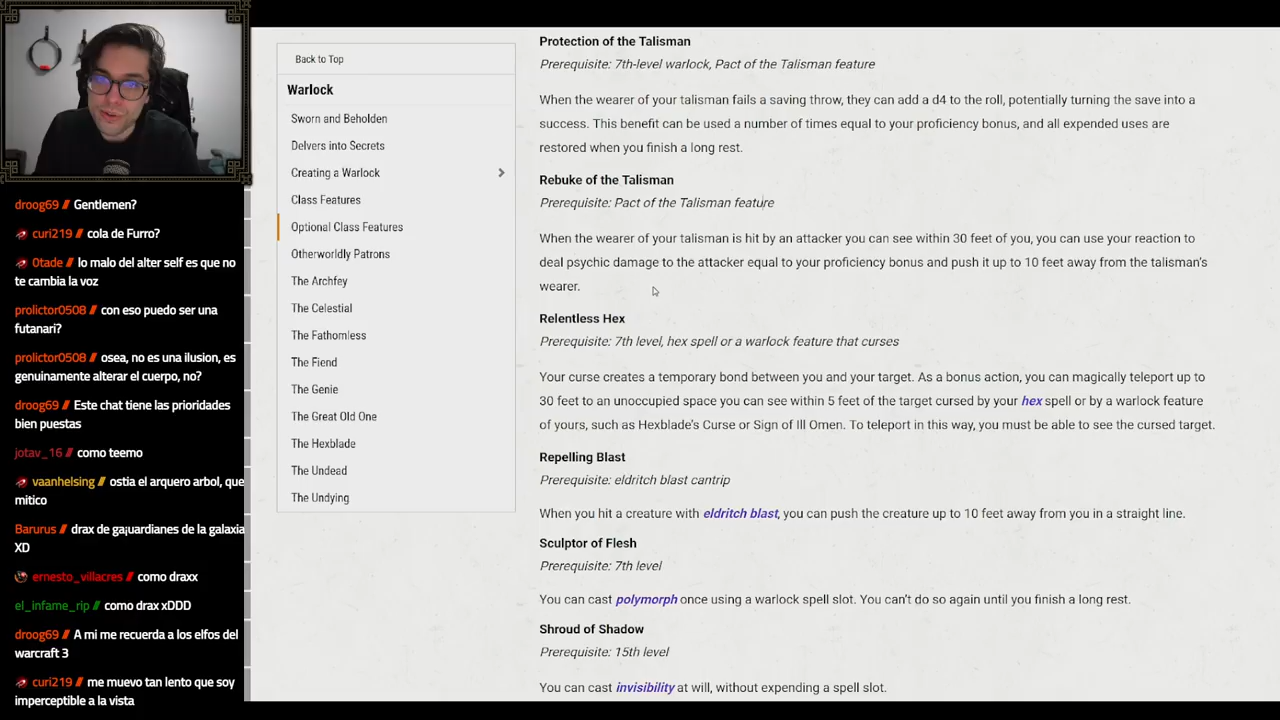 droog69 // Gentlemen?
curi219 // cola de Furro?
Otade // lo malo del alter self es que no
te cambia la voz
prolictor0508 // con eso puedo ser una
futanari?
prolictor0508 // osea, no es una ilusion, es
genuinamente alterar el cuerpo, no?
droog69 // Este chat tiene las prioridades
bien puestas
jotav_16 // como teemo
vaanhelsing // ostia el arquero arbol, que
mitico
Barurus // drax de ga¡uardianes de la galaxia
XD
ernesto_villacres // como draxx
el_infame_rip // como drax xDDD
droog69 // A mi me recuerda a los elfos del
warcraft 3
curi219 // me muevo tan lento que soy
imperceptible a la vista
Back to Top
Warlock
Sworn and Beholden
Delvers into Secrets
Creating a Warlock
Class Features
Optional Class Features
Otherworldly Patrons
The Archfey
The Celestial
The Fathomless
The Fiend
The Genie
The Great Old One
The Hexblade
The Undead
The Undying
Protection of the Talisman
Prerequisite: 7th-level warlock, Pact of the Talisman feature
When the wearer of your talisman fails a saving throw, they can add a d4 to the roll, potentially turning the save into a
success. This benefit can be used a number of times equal to your proficiency bonus, and all expended uses are
restored when you finish a long rest.
Rebuke of the Talisman
Prerequisite: Pact of the Talisman feature
When the wearer of your talisman is hit by an attacker you can see within 30 feet of you, you can use your reaction to
deal psychic damage to the attacker equal to your proficiency bonus and push it up to 10 feet away from the talisman's
wearer.
Relentless Hex
Prerequisite: 7th level, hex spell or a warlock feature that curses
Your curse creates a temporary bond between you and your target. As a bonus action, you can magically teleport up to
30 feet to an unoccupied space you can see within 5 feet of the target cursed by your hex spell or by a warlock feature
of yours, such as Hexblade's Curse or Sign of Ill Omen. To teleport in this way, you must be able to see the cursed target.
Repelling Blast
Prerequisite: eldritch blast cantrip
When you hit a creature with eldritch blast, you can push the creature up to 10 feet away from you in a straight line.
Sculptor of Flesh
Prerequisite: 7th level
You can cast polymorph once using a warlock spell slot. You can't do so again until you finish a long rest.
Shroud of Shadow
Prerequisite: 15th level
You can cast invisibility at will, without expending a spell slot.